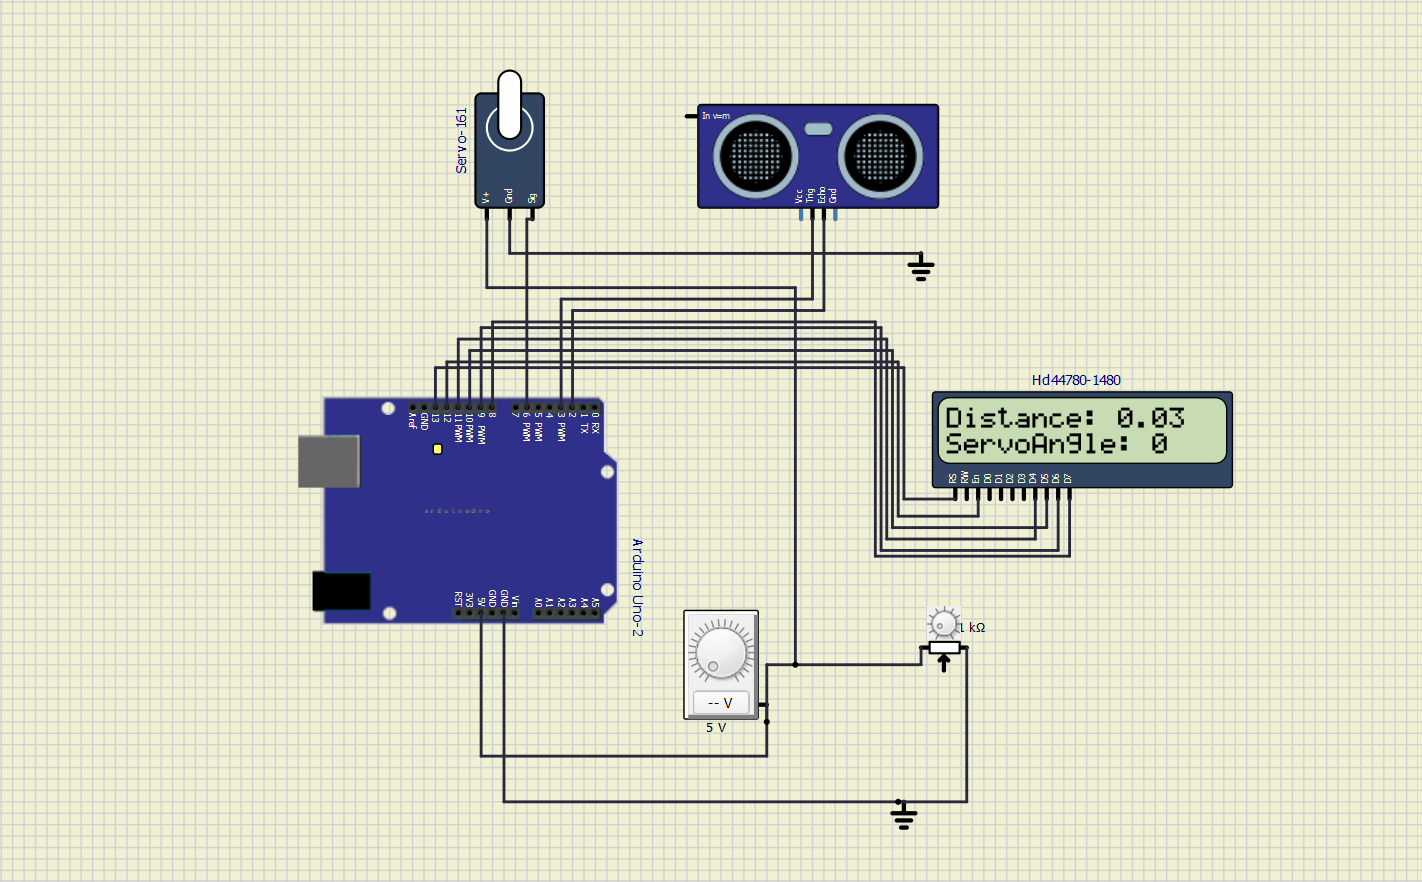 Servo-161
V+
Gnd
Sig
In v=m
Vcc
Trig
Echo
Gnd
Hd44780-1480
Distance: 0.03
ServoAngle: 0
RS
RW
En
D0
D1
D2
D3
D4
D5
D6
D7
GND
13
12
11 PWM
10 PWM
9 PWM
8
7
6 PWM
5 PWM
4
3 PWM
2
1 TX
0 RX
arduinoUno
Arduino Uno-2
RST
3V3
5V
GND
GND
Vin
A0
A1
A2
A3
A4
A5
-- V
5 V
1 kΩ